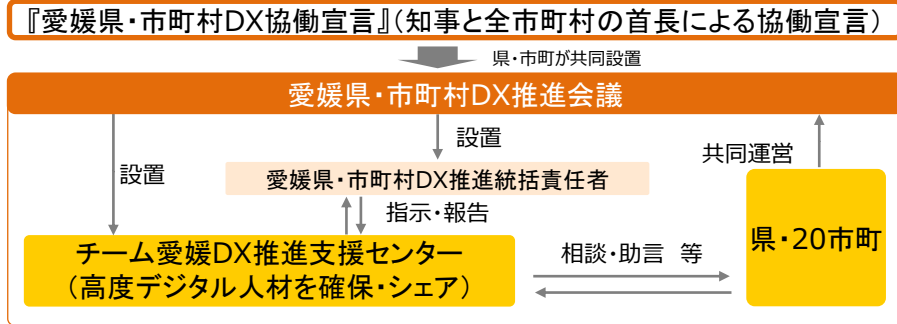 『愛媛県・市町村DX協働宣言』(知事と全市町村の首長による協働宣言)
県・市町が共同設置
愛媛県・市町村DX推進会議
設置
設置
共同運営
愛媛県・市町村DX推進統括責任者
指示・報告
県・20市町
チーム愛媛DX推進支援センター
(高度デジタル人材を確保・シェア)
相談・助言 等